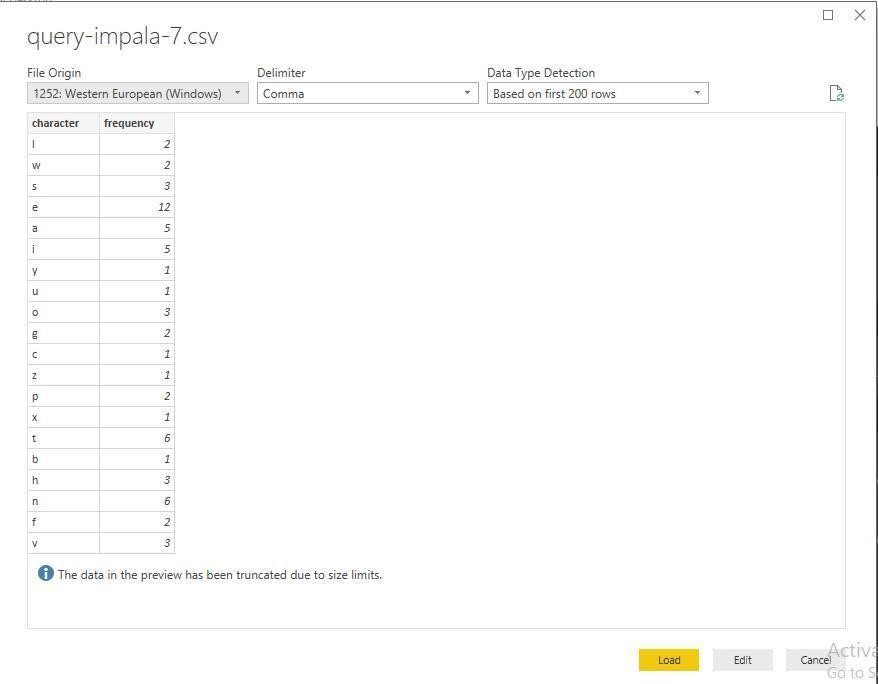 query-impala-7.csv
File Origin Delimiter Data Type Detection
1252: Western European (Windows) Comma Based on first 200 rows
character frequency
l 2
w 2
s 3
e 12
a 5
i 5
y 1
u 1
o 3
g 2
c 1
z 1
p 2
x 1
t 6
b 1
h 3
n 6
f 2
v 3
i The data in the preview has been truncated due to size limits.
Load Edit Cancel
Activa
Go to S